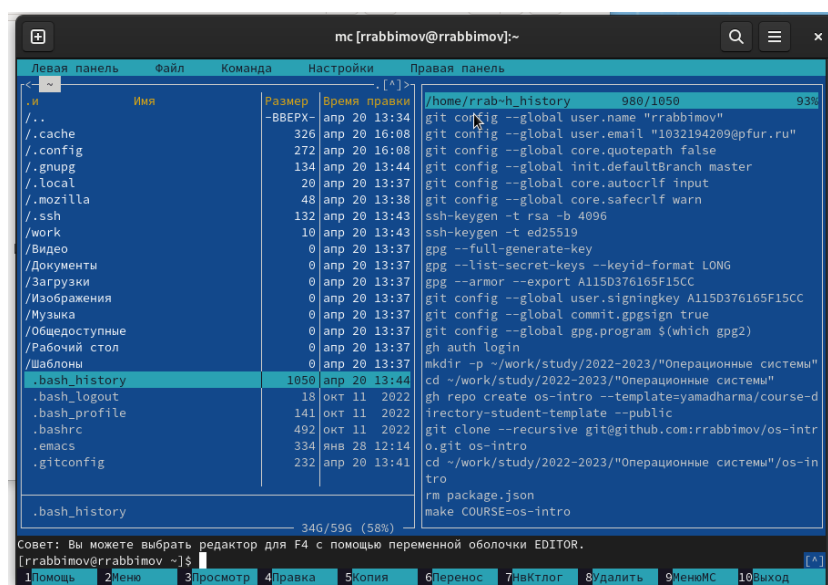 mc [rrabbimov@rrabbimov]:~
Левая панель Файл Команда Настройки Правая панель
<- ~ .[^]>
.и Имя Размер Время правки
/.. -ВВЕРХ- апр 20 13:34
/.cache 326 апр 20 16:08
/.config 272 апр 20 16:08
/.gnupg 134 апр 20 13:44
/.local 20 апр 20 13:37
/.mozilla 48 апр 20 13:38
/.ssh 132 апр 20 13:43
/work 10 апр 20 13:43
/Видео 0 апр 20 13:37
/Документы 0 апр 20 13:37
/Загрузки 0 апр 20 13:37
/Изображения 0 апр 20 13:37
/Музыка 0 апр 20 13:37
/Общедоступные 0 апр 20 13:37
/Рабочий стол 0 апр 20 13:37
/Шаблоны 0 апр 20 13:37
.bash_history 1050 апр 20 13:44
.bash_logout 18 окт 11 2022
.bash_profile 141 окт 11 2022
.bashrc 492 окт 11 2022
.emacs 334 янв 28 12:14
.gitconfig 232 апр 20 13:41
.bash_history
34G/59G (58%)
/home/rrab~h_history 980/1050 93%
git config --global user.name "rrabbimov"
git config --global user.email "1032194209@pfur.ru"
git config --global core.quotepath false
git config --global init.defaultBranch master
git config --global core.autocrlf input
git config --global core.safecrlf warn
ssh-keygen -t rsa -b 4096
ssh-keygen -t ed25519
gpg --full-generate-key
gpg --list-secret-keys --keyid-format LONG
gpg --armor --export A115D376165F15CC
git config --global user.signingkey A115D376165F15CC
git config --global commit.gpgsign true
git config --global gpg.program $(which gpg2)
gh auth login
mkdir -p ~/work/study/2022-2023/"Операционные системы"
cd ~/work/study/2022-2023/"Операционные системы"
gh repo create os-intro --template=yamadharma/course-d
irectory-student-template --public
git clone --recursive git@github.com:rrabbimov/os-intr
o.git os-intro
cd ~/work/study/2022-2023/"Операционные системы"/os-in
tro
rm package.json
make COURSE=os-intro
Совет: Вы можете выбрать редактор для F4 с помощью переменной оболочки EDITOR.
[rrabbimov@rrabbimov ~]$ [^]
1Помощь 2Меню 3Просмотр 4Правка 5Копия 6Перенос 7НвКтлог 8Удалить 9МенюМС 10Выход